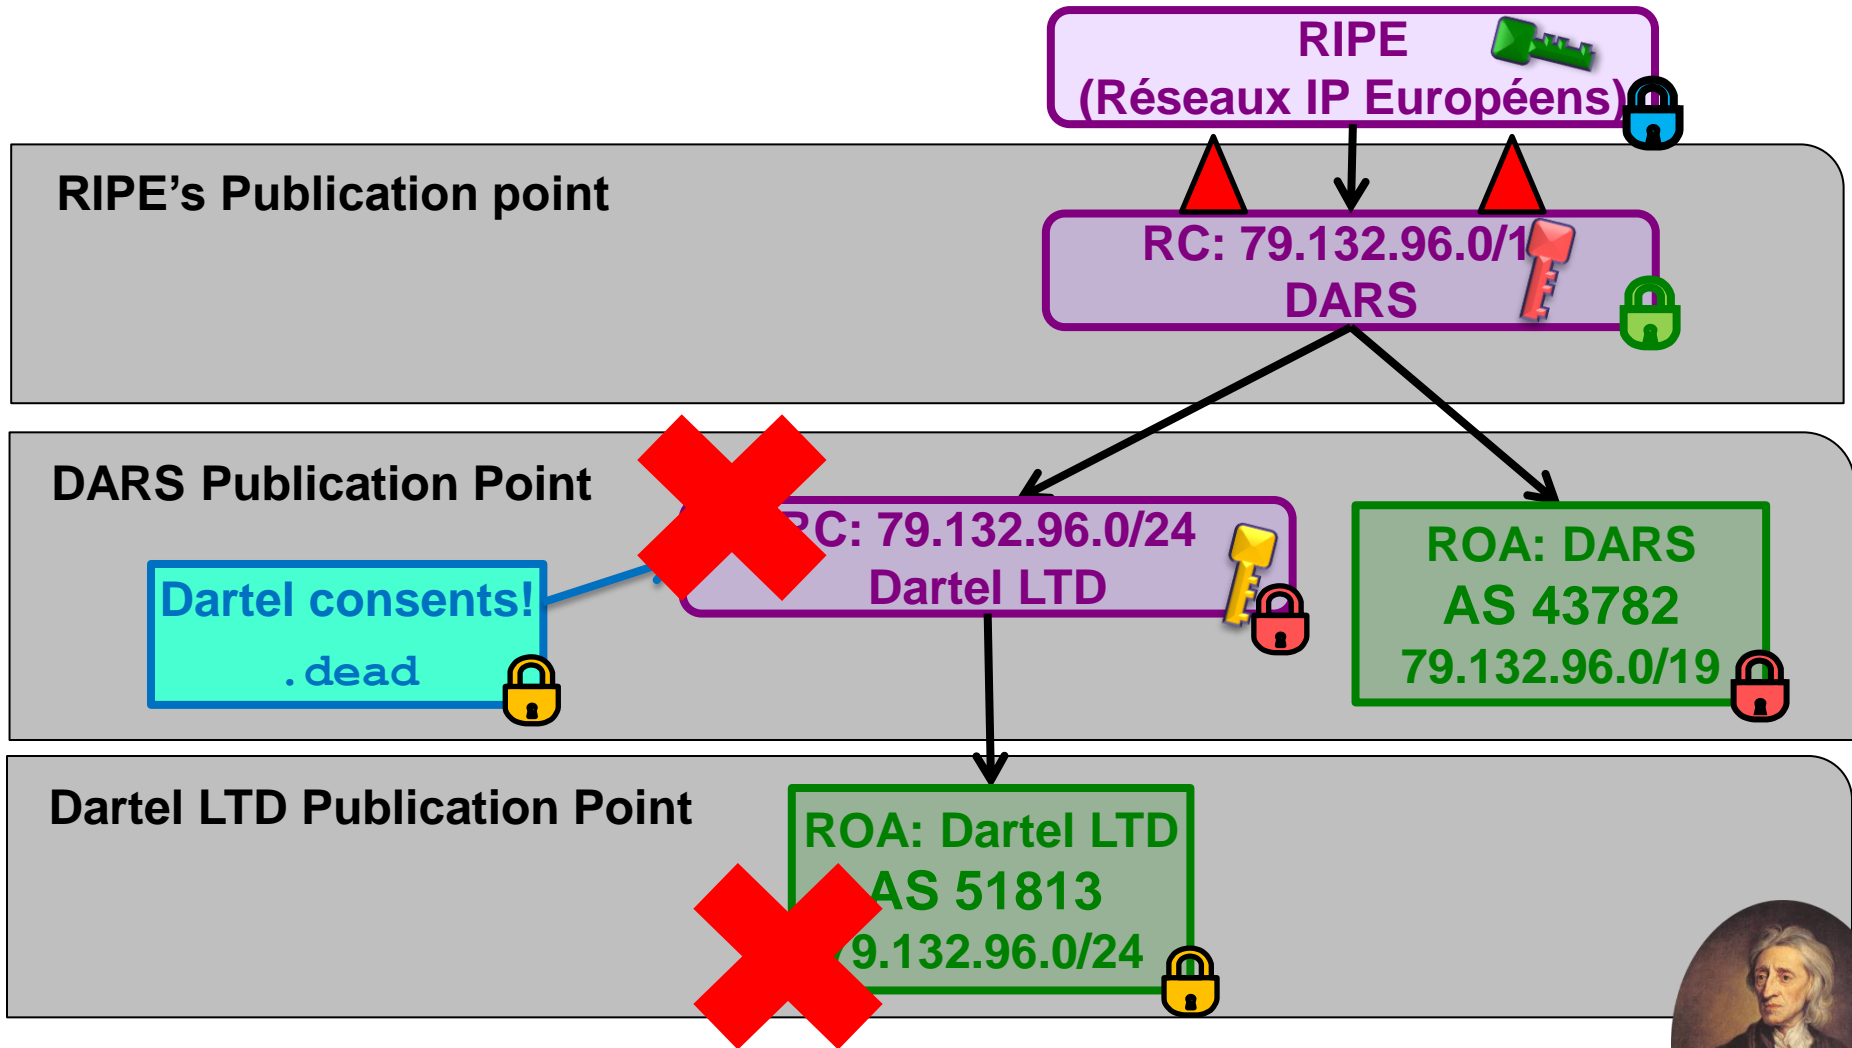 RIPE
(Réseaux IP Européens)
RIPE's Publication point
RC: 79.132.96.0/1
DARS
DARS Publication Point
RC: 79.132.96.0/24
Dartel LTD
Dartel consents!
.dead
ROA: DARS
AS 43782
79.132.96.0/19
Dartel LTD Publication Point
ROA: Dartel LTD
AS 51813
79.132.96.0/24